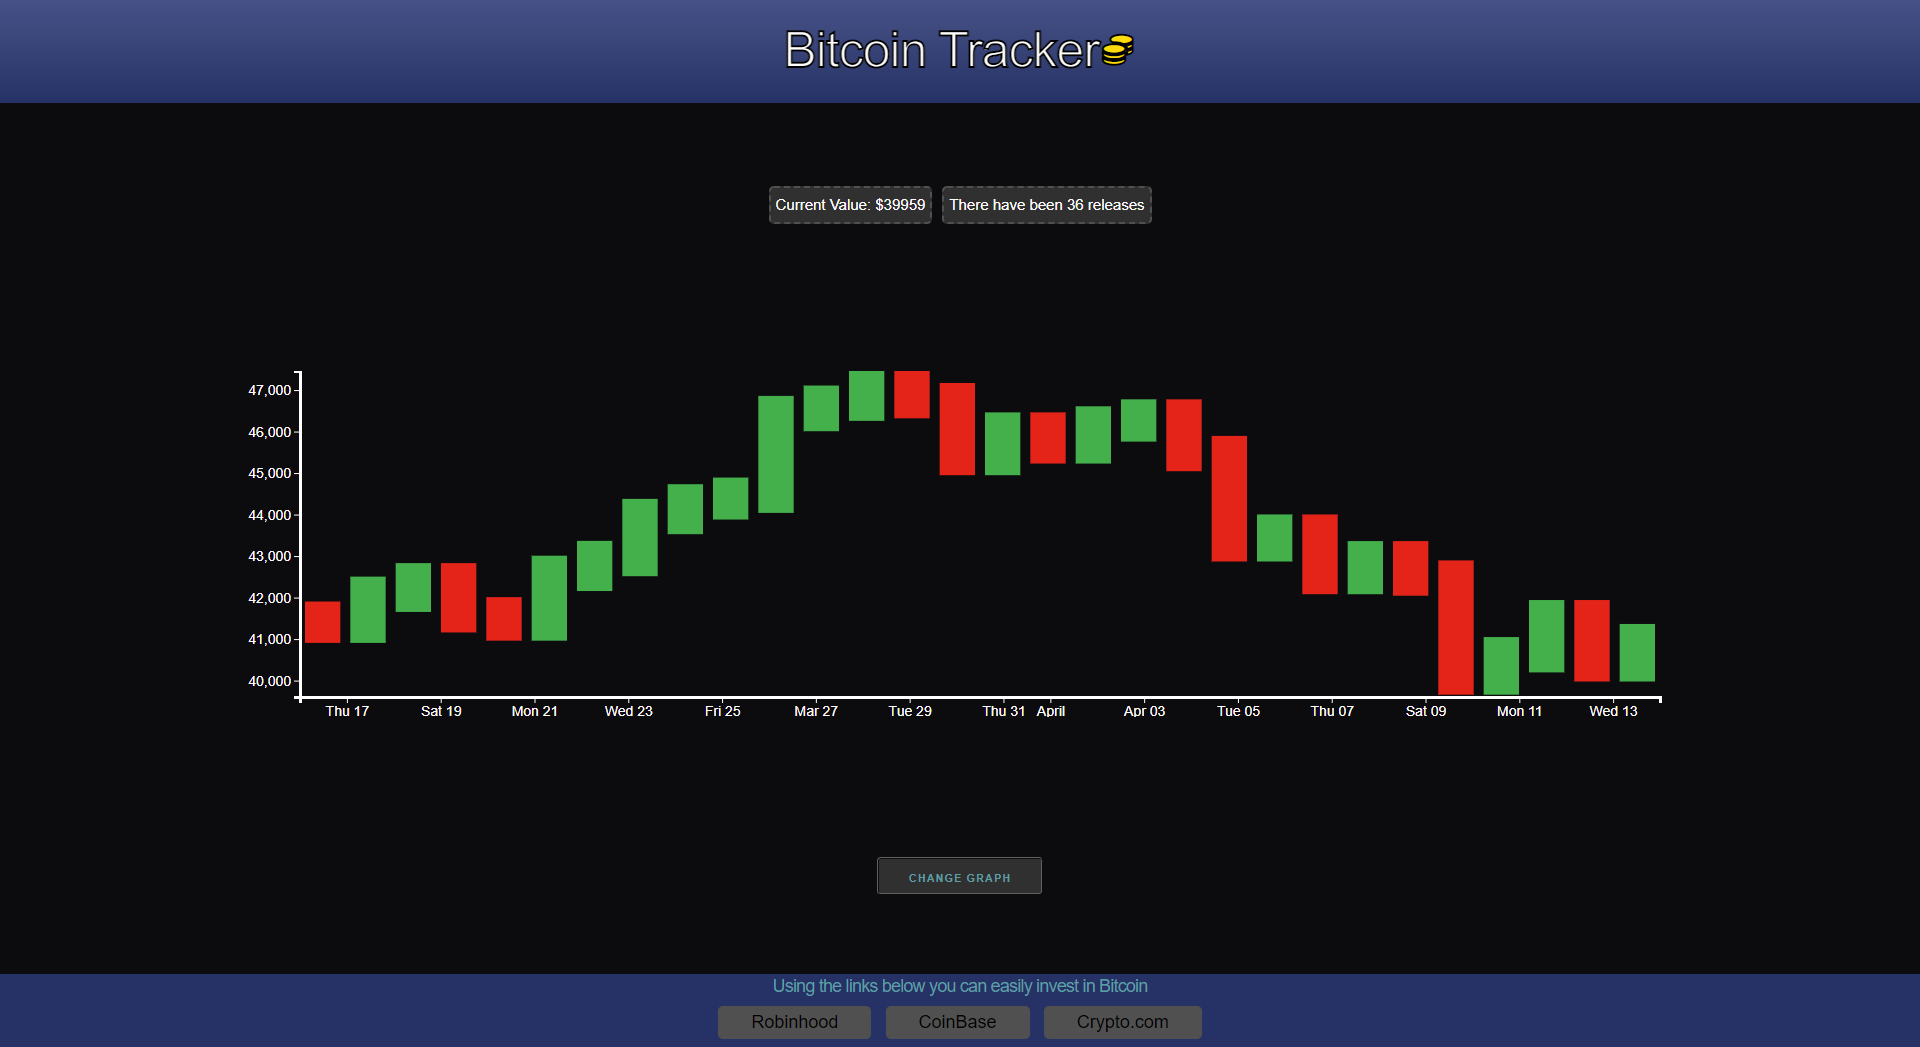 Bitcoin Tracker
Current Value: $39959
There have been 36 releases
47,000
46,000
45,000
44,000
43,000
42,000
41,000
40,000
Thu 17 Sat 19 Mon 21 Wed 23 Fri 25 Mar 27 Tue 29 Thu 31 April Apr 03 Tue 05 Thu 07 Sat 09 Mon 11 Wed 13
CHANGE GRAPH
Using the links below you can easily invest in Bitcoin
Robinhood CoinBase Crypto.com